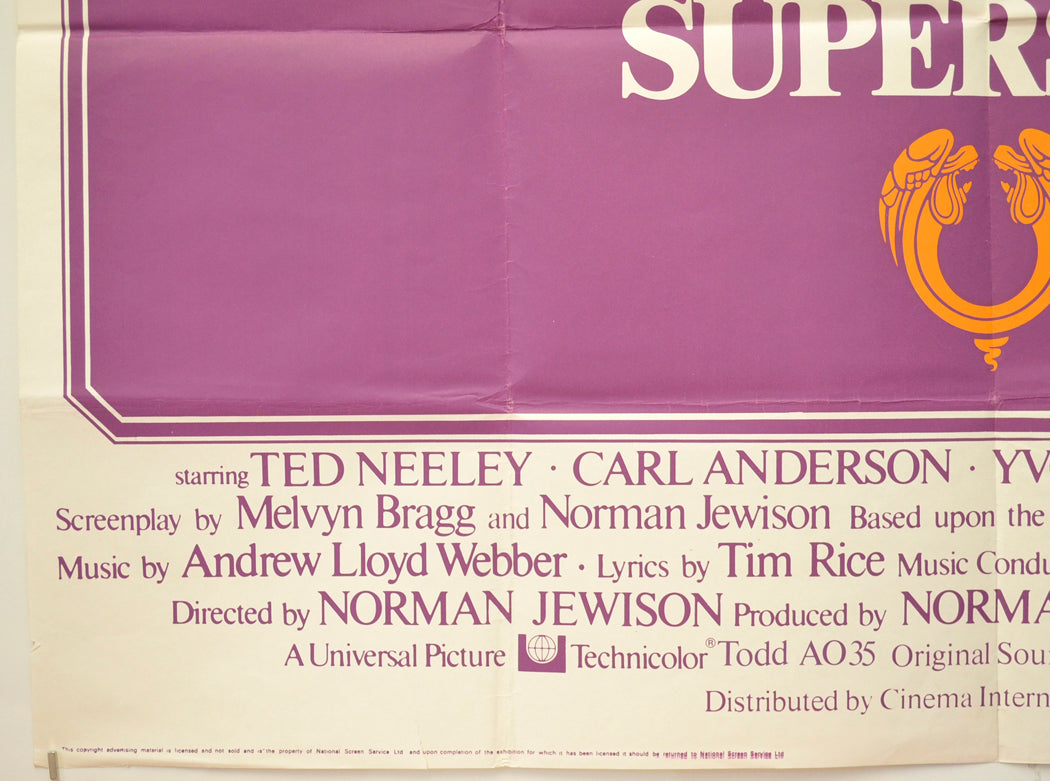 SUPERS
starring TED NEELEY · CARL ANDERSON · YV
Screenplay by Melvyn Bragg and Norman Jewison Based upon the
Music by Andrew Lloyd Webber · Lyrics by Tim Rice Music Condu
Directed by NORMAN JEWISON Produced by NORMA
A Universal Picture Technicolor® Todd AO35 Original Sou
Distributed by Cinema Intern
This copyright advertising material is licensed and not sold and is the property of National Screen Service Ltd and upon completion of the exhibition for which it has been licensed it should be returned to National Screen Service Ltd